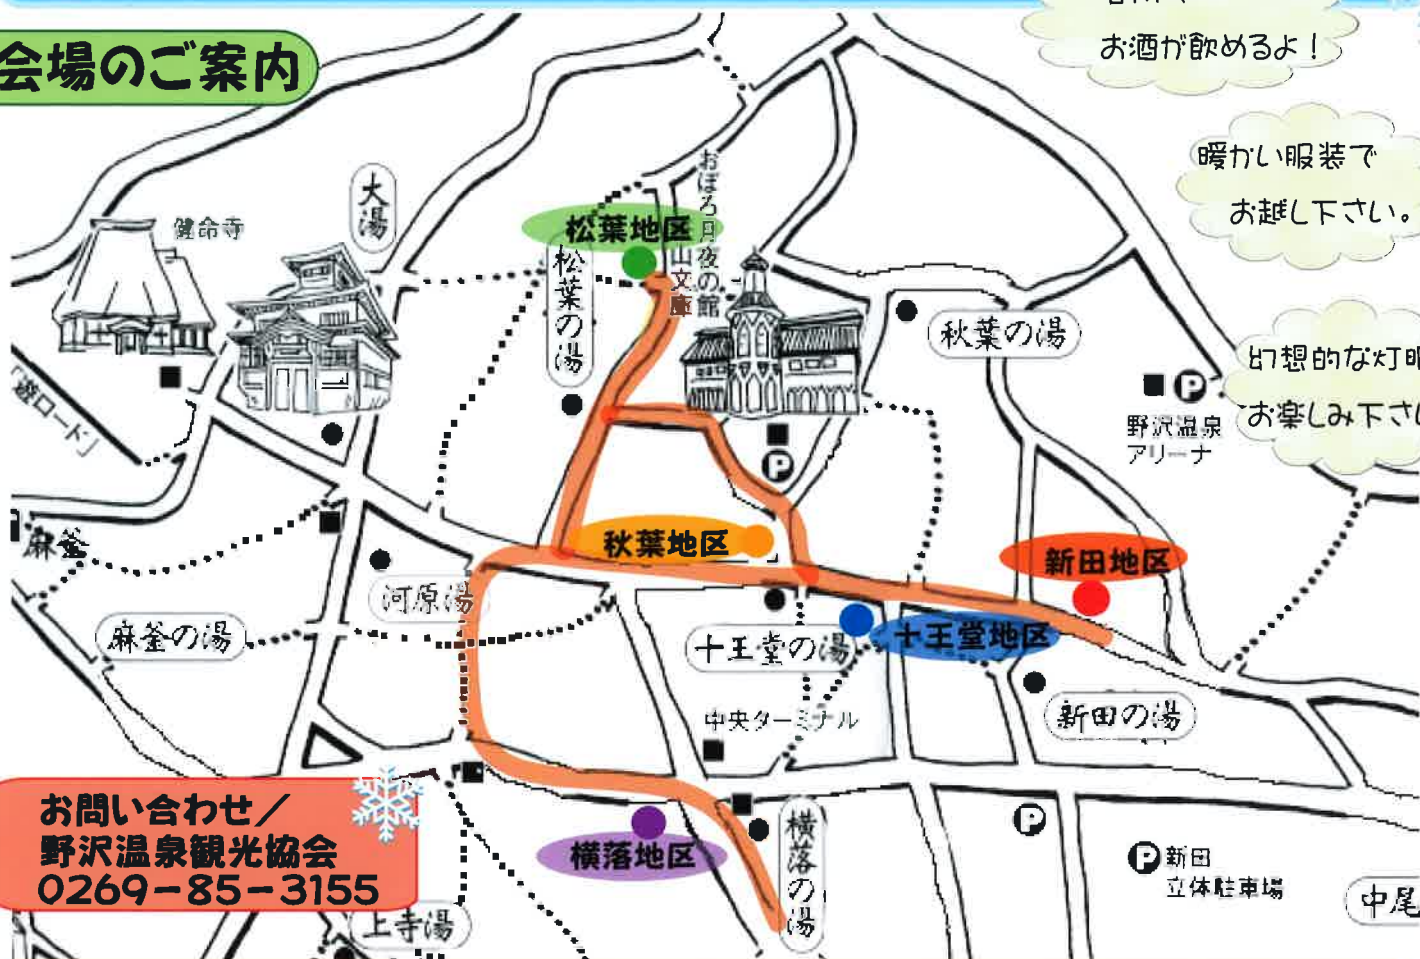 会場のご案内
お酒が飲めるよ！
暖かい服装で
お越し下さい。
幻想的な灯明
お楽しみ下さい
大湯
健命寺
おぼろ月夜の館
山文庫
松葉地区
松葉の湯
秋葉の湯
野沢温泉
アリーナ
P
「遊ロード」
P
麻釜
秋葉地区
新田地区
河原湯
麻釜の湯
十王堂の湯
十王堂地区
新田の湯
中央ターミナル
お問い合わせ／
野沢温泉観光協会
0269-85-3155
横落地区
横落の湯
P
P 新田
立体駐車場
中尾
上寺湯